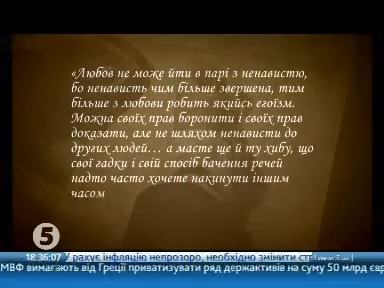 «Любов не може йти в парі з ненавистю,
бо ненависть чим більше звершена, тим
більше з любови робить якийсь егоїзм.
Можна своїх прав боронити і своїх прав
доказати, але не шляхом ненависти до
других людей… а маєте ще й ту хибу, що
свої гадки і свій спосіб бачення речей
надто часто хочете накинути іншим
часом
5
18:36:07 рахує інфляцію непрозоро, необхідно змінити
МВФ вимагають від Греції приватизувати ряд держактивів на суму 50 млрд євр